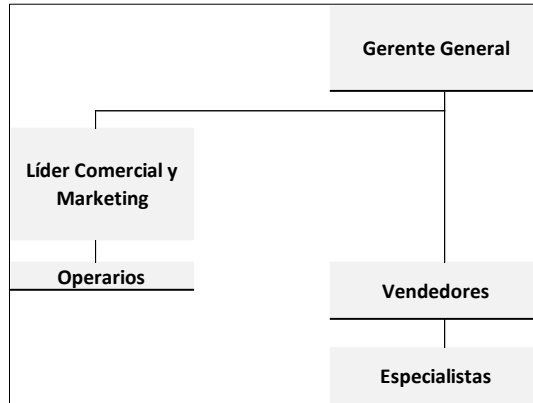 Gerente General
Líder Comercial y
Marketing
Operarios
Vendedores
Especialistas